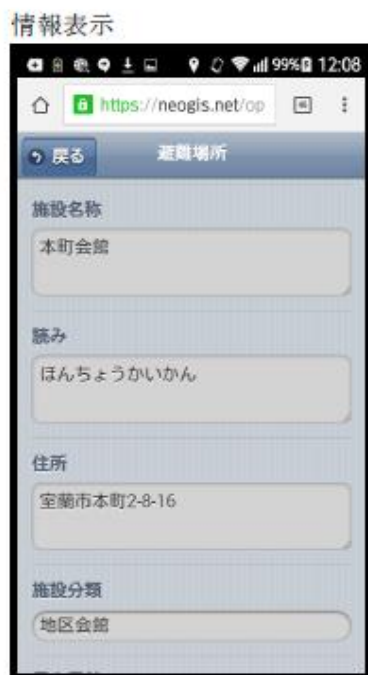 情報表示
99% 12:08
https://neogis.net/op
戻る 避難場所
施設名称
本町会館
読み
ほんちょうかいかん
住所
室蘭市本町2-8-16
施設分類
地区会館